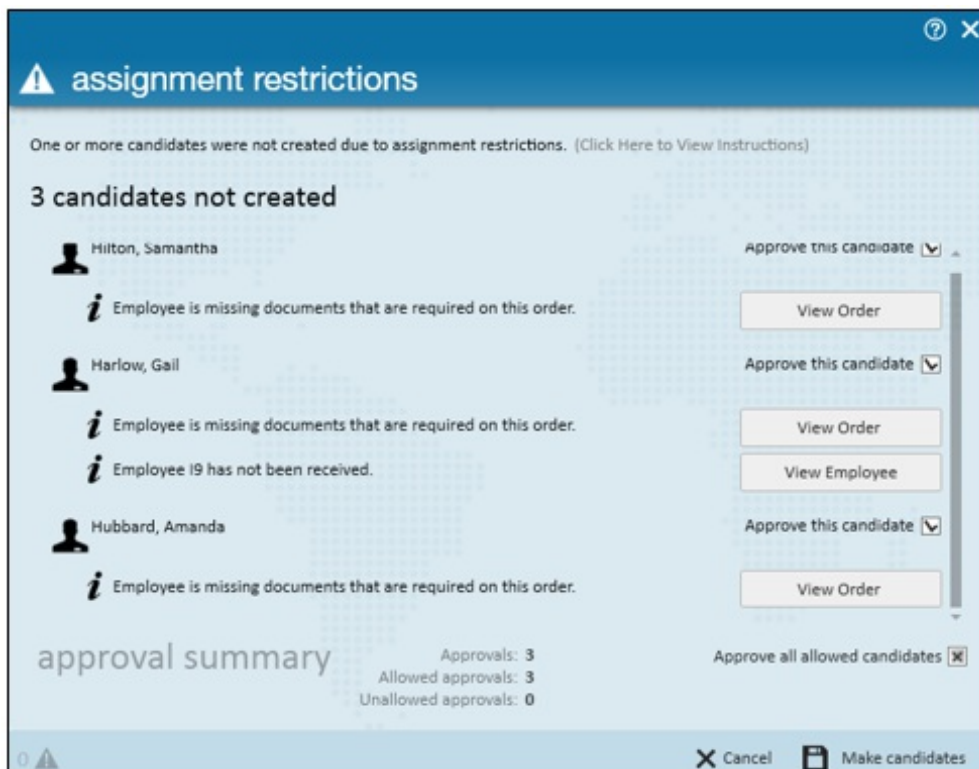 assignment restrictions
One or more candidates were not created due to assignment restrictions. (Click Here to View Instructions)
3 candidates not created
Hilton, Samantha Approve this candidate
Employee is missing documents that are required on this order. View Order
Harlow, Gail Approve this candidate
Employee is missing documents that are required on this order. View Order
Employee I9 has not been received. View Employee
Hubbard, Amanda Approve this candidate
Employee is missing documents that are required on this order. View Order
approval summary Approvals: 3 Approve all allowed candidates
Allowed approvals: 3
Unallowed approvals: 0
0 Cancel Make candidates